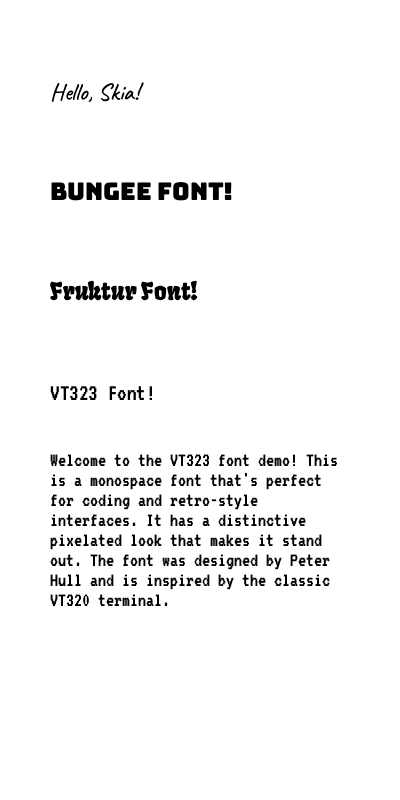 Hello, Skia!
BUNGEE FONT!
Fruktur Font!
VT323 Font!
Welcome to the VT323 font demo! This
is a monospace font that's perfect
for coding and retro-style
interfaces. It has a distinctive
pixelated look that makes it stand
out. The font was designed by Peter
Hull and is inspired by the classic
VT320 terminal.